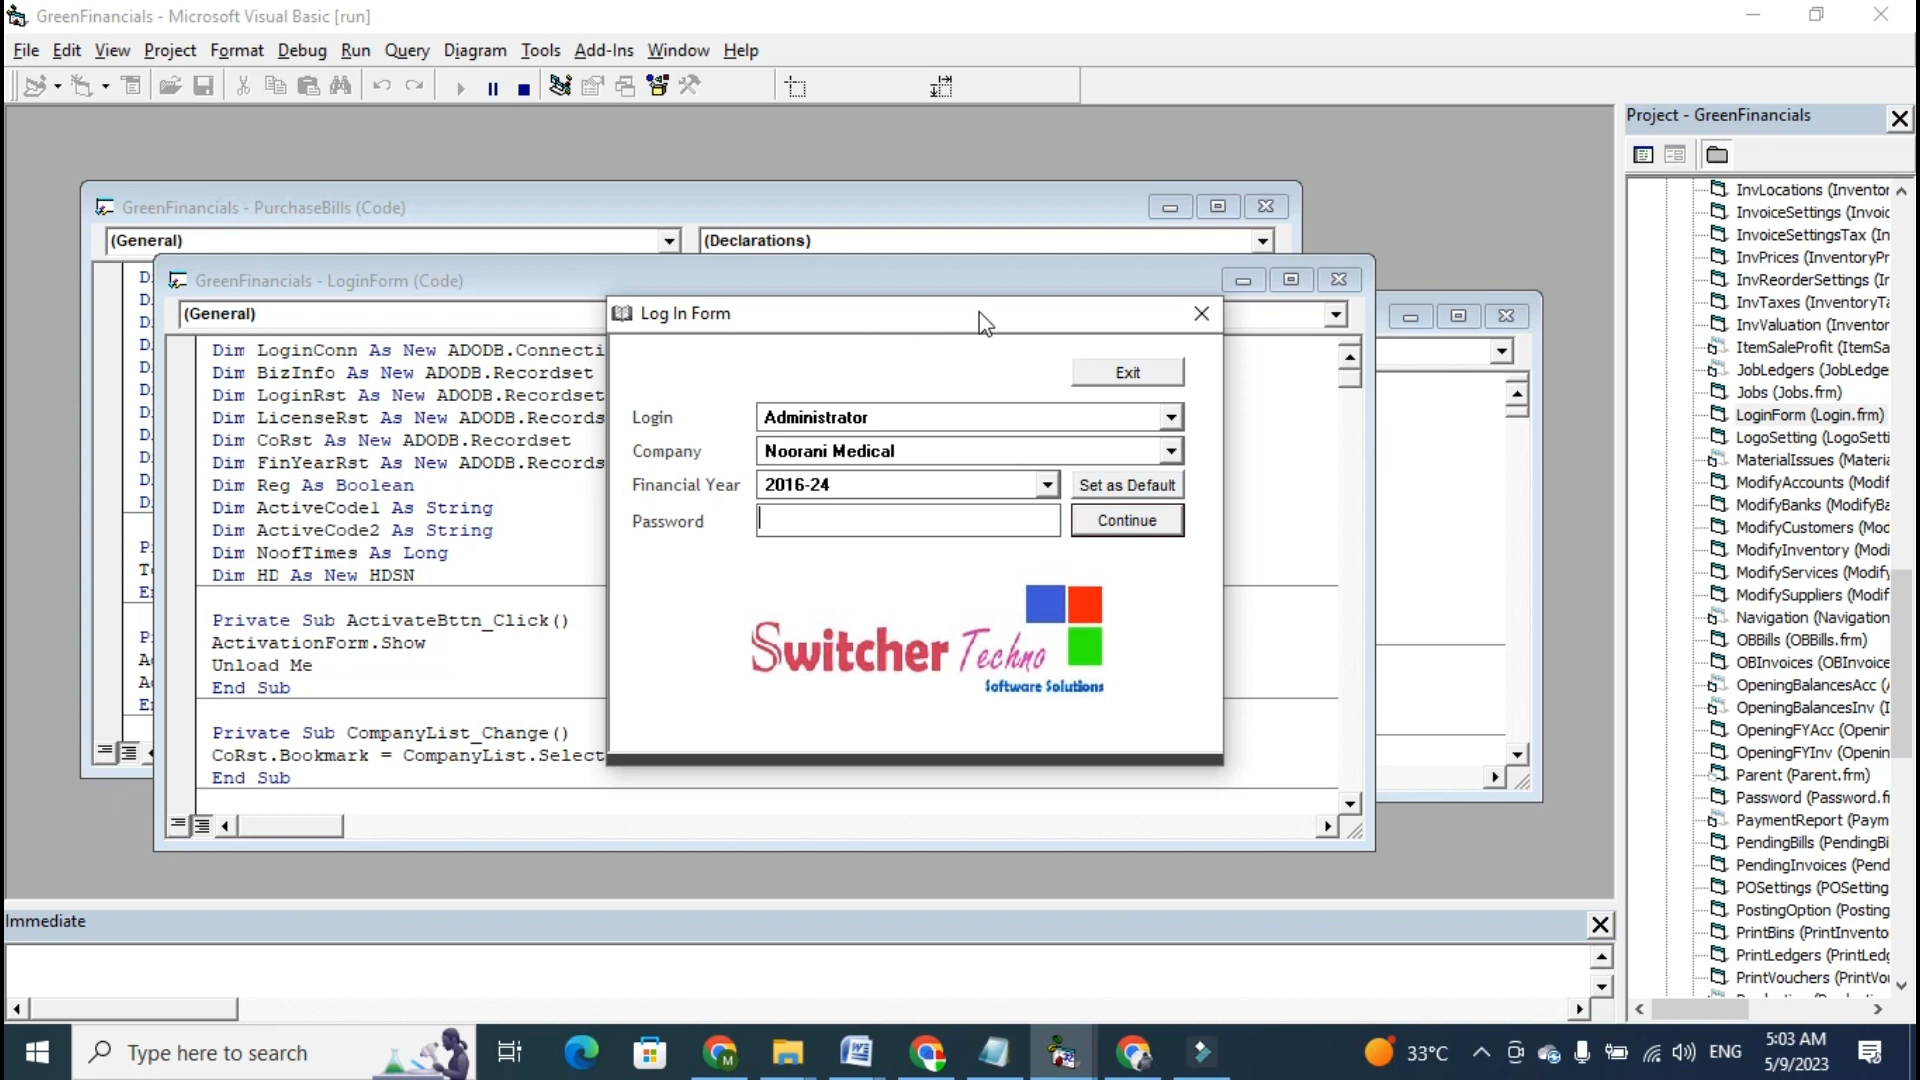 GreenFinancials - Microsoft Visual Basic [run]
File Edit View Project Format Debug Run Query Diagram Tools Add-Ins Window Help
GreenFinancials - PurchaseBills (Code)
(General) (Declarations)
GreenFinancials - LoginForm (Code)
(General)
Dim LoginConn As New ADODB.Connecti
Dim BizInfo As New ADODB.Recordset
Dim LoginRst As New ADODB.Recordset
Dim LicenseRst As New ADODB.Records
Dim CoRst As New ADODB.Recordset
Dim FinYearRst As New ADODB.Records
Dim Reg As Boolean
Dim ActiveCode1 As String
Dim ActiveCode2 As String
Dim NoofTimes As Long
Dim HD As New HDSN
Private Sub ActivateBttn_Click()
ActivationForm.Show
Unload Me
End Sub
Private Sub CompanyList_Change()
CoRst.Bookmark = CompanyList.Select
End Sub
Log In Form
Exit
Login Administrator
Company Noorani Medical
Financial Year 2016-24 Set as Default
Password Continue
Switcher Techno
Software Solutions
Project - GreenFinancials
InvLocations (Inventor
InvoiceSettings (Invoic
InvoiceSettingsTax (In
InvPrices (InventoryPr
InvReorderSettings (Ir
InvTaxes (InventoryTa
InvValuation (Inventor
ItemSaleProfit (ItemSa
JobLedgers (JobLedge
Jobs (Jobs.frm)
LoginForm (Login.frm)
LogoSetting (LogoSetti
MaterialIssues (Materia
ModifyAccounts (Modif
ModifyBanks (ModifyBa
ModifyCustomers (Moc
ModifyInventory (Modi
ModifyServices (Modify
ModifySuppliers (Modif
Navigation (Navigation
OBBills (OBBills.frm)
OBInvoices (OBInvoice
OpeningBalancesAcc (
OpeningBalancesInv (I
OpeningFYAcc (Openir
OpeningFYInv (Openin
Parent (Parent.frm)
Password (Password.fr
PaymentReport (Paym
PendingBills (PendingBi
PendingInvoices (Pend
POSettings (POSetting
PostingOption (Posting
PrintBins (PrintInvento
PrintLedgers (PrintLedg
PrintVouchers (PrintVou
Immediate
Type here to search
33°C
ENG
5:03 AM
5/9/2023